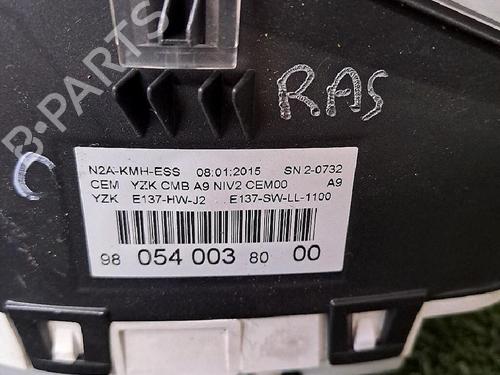 B-PARTS
RAS
N2A-KMH-ESS 08:01:2015 SN 2-0732
CEM YZK CMB A9 NIV2 CEM00 A9
YZK E137-HW-J2 E137-SW-LL-1100
98 054 003 80 00